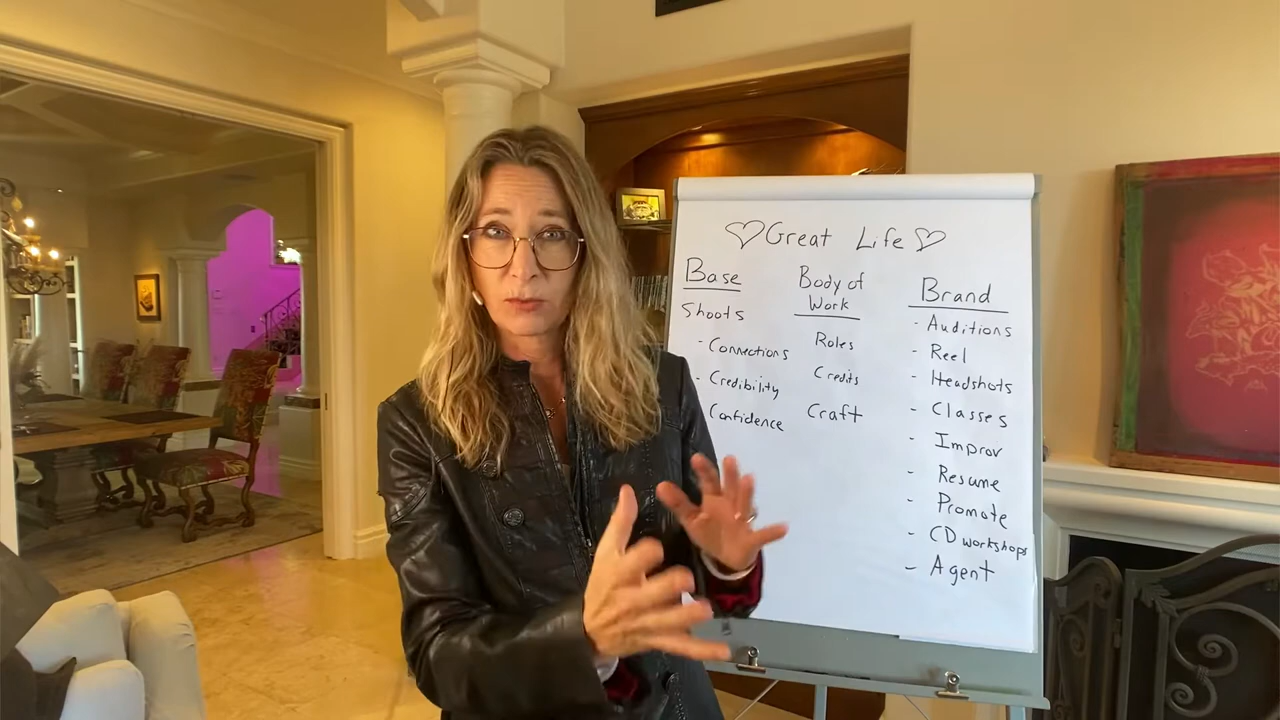 ♡Great Life♡
Base
Shoots
- Connections
- Credibility
Confidence
Body of
Work
Roles
Credits
Craft
Brand
- Auditions
- Reel
- Headshots
- Classes
- Improv
- Resume
- Promote
- CD workshops
- Agent